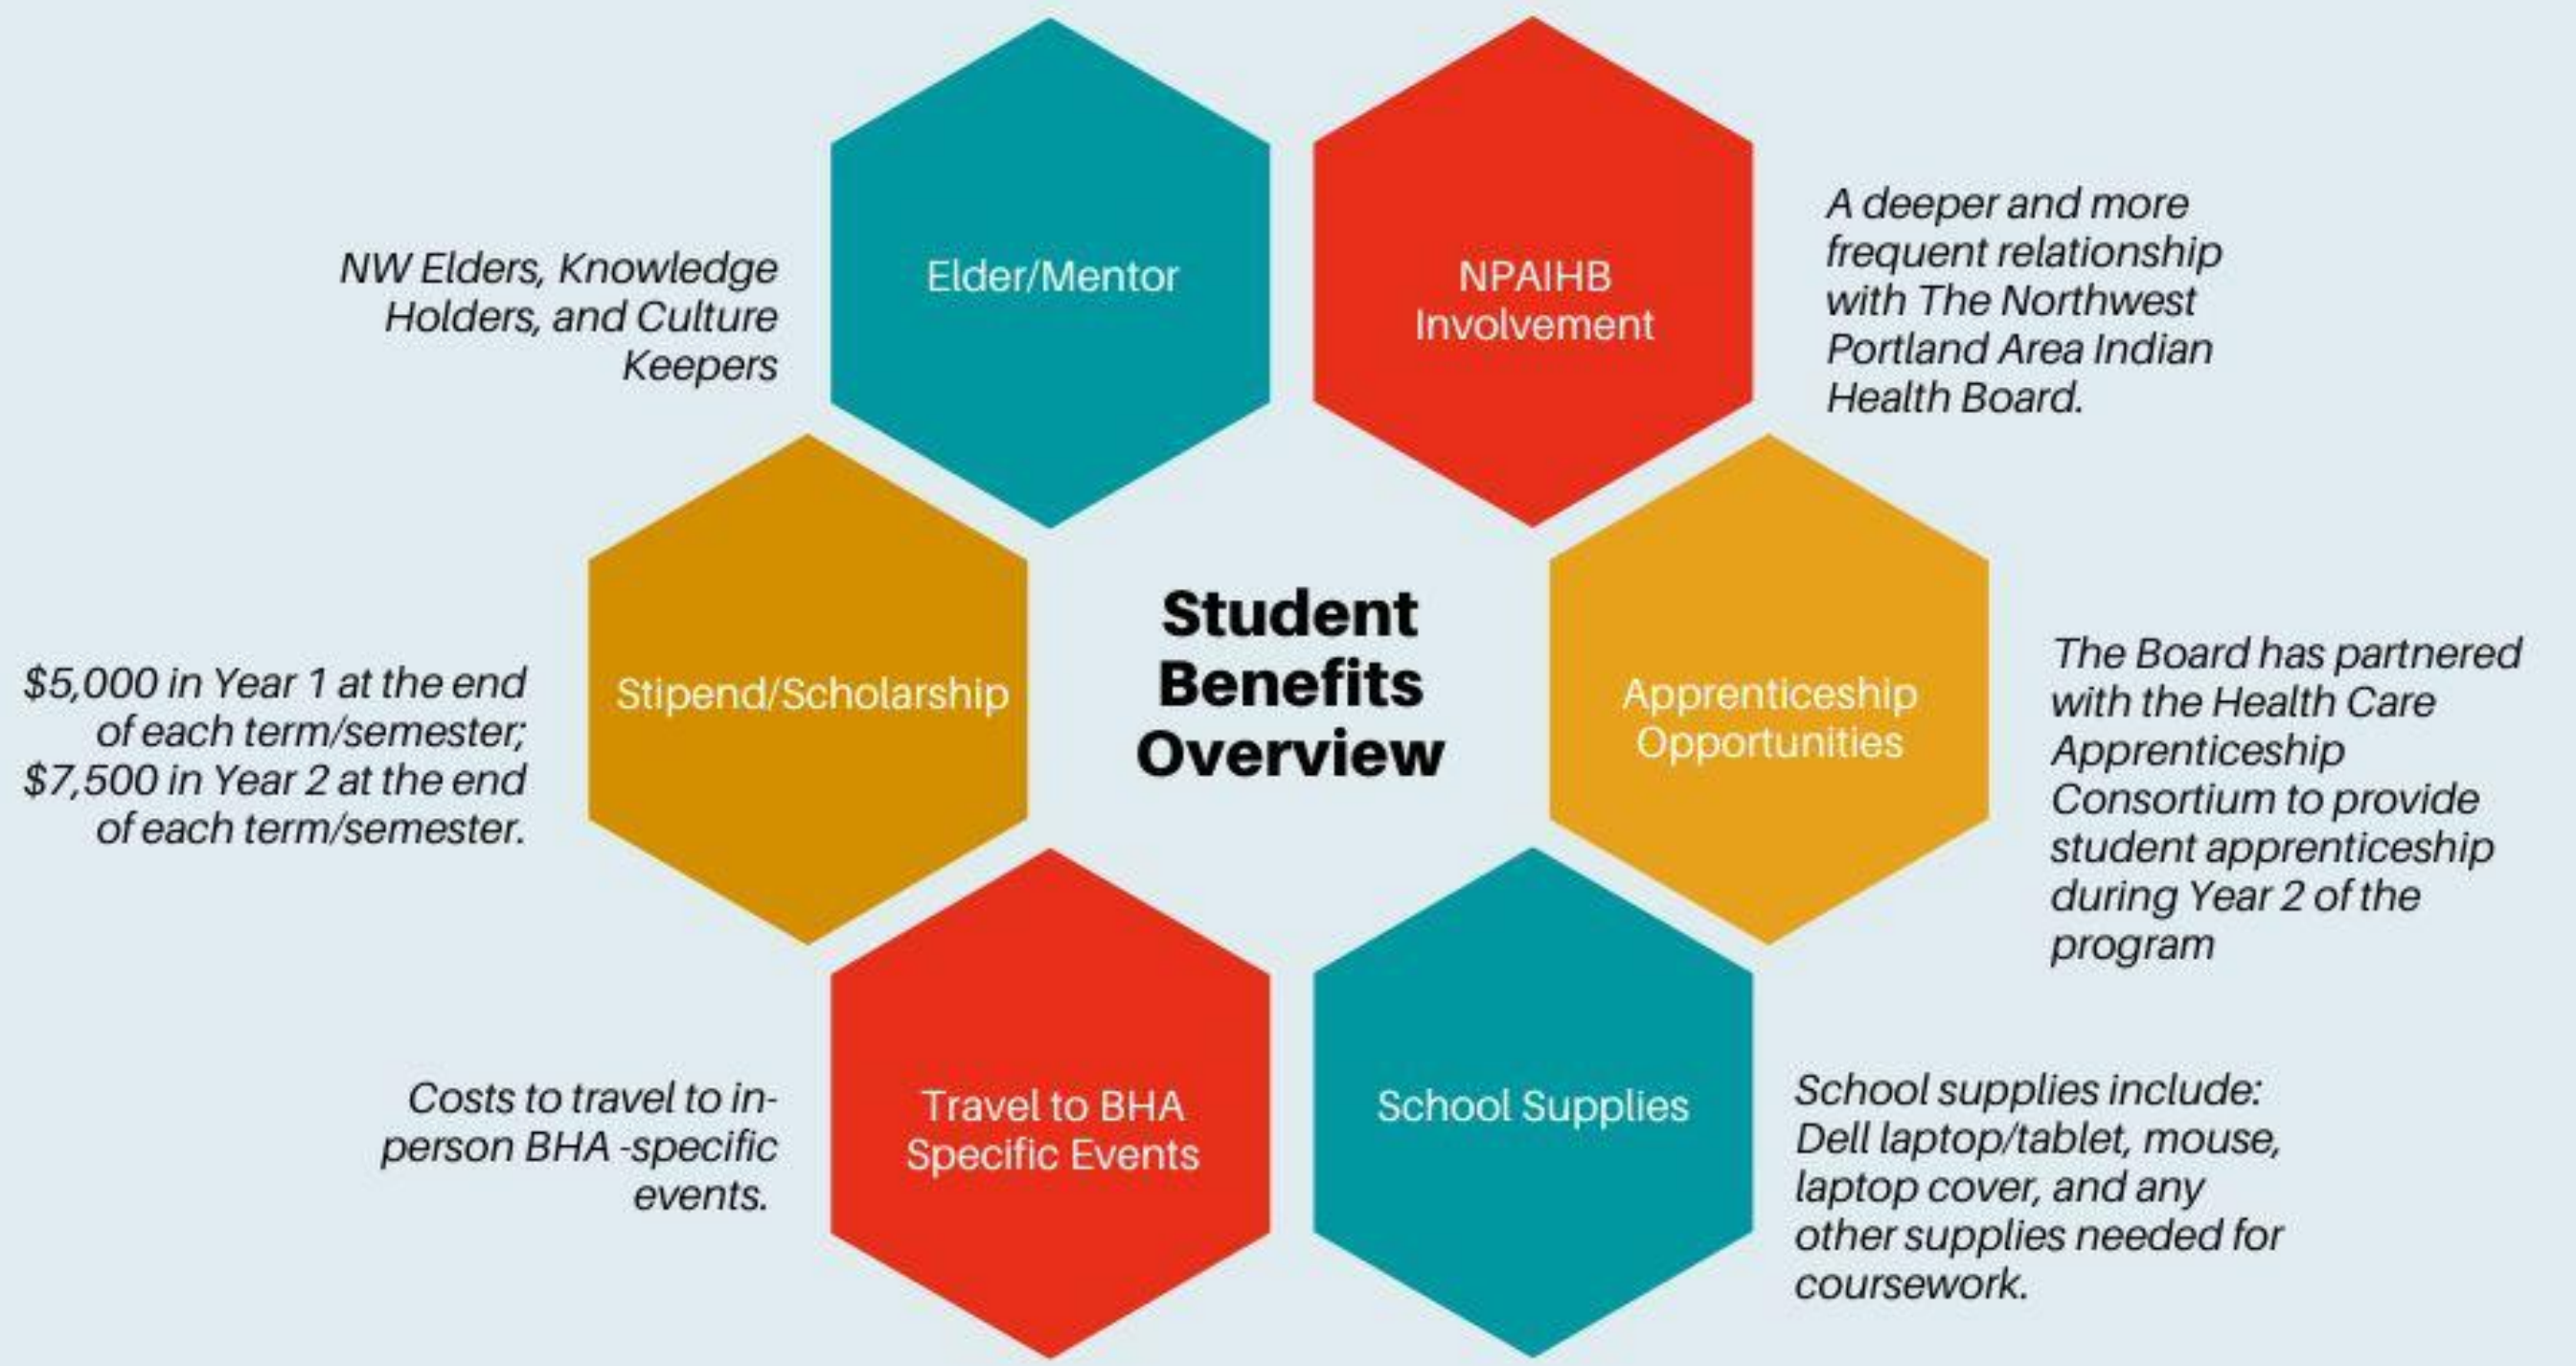 Elder/Mentor
NW Elders, Knowledge
Holders, and Culture
Keepers
NPAIHB
Involvement
A deeper and more
frequent relationship
with The Northwest
Portland Area Indian
Health Board.
Stipend/Scholarship
$5,000 in Year 1 at the end
of each term/semester;
$7,500 in Year 2 at the end
of each term/semester.
Student
Benefits
Overview
Apprenticeship
Opportunities
The Board has partnered
with the Health Care
Apprenticeship
Consortium to provide
student apprenticeship
during Year 2 of the
program
Travel to BHA
Specific Events
Costs to travel to in-
person BHA -specific
events.
School Supplies
School supplies include:
Dell laptop/tablet, mouse,
laptop cover, and any
other supplies needed for
coursework.